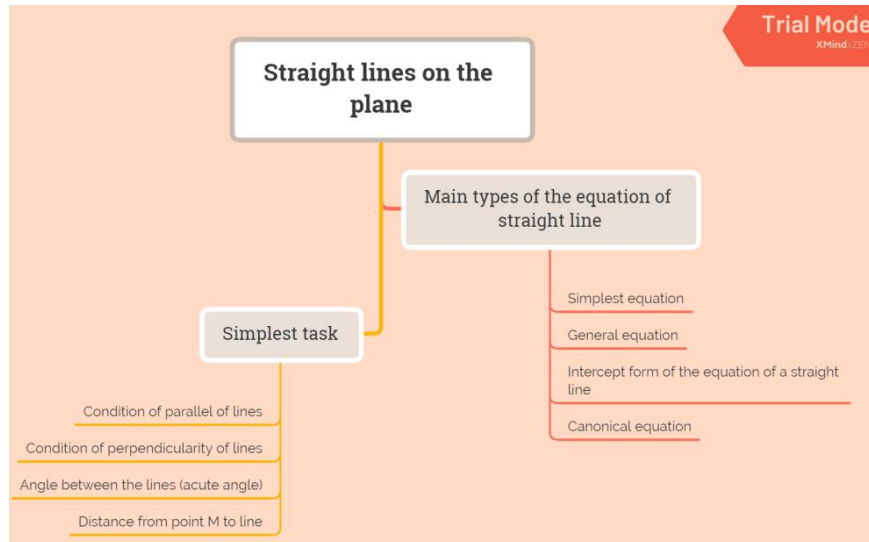 Trial Mode
XMind:ZEN
Straight lines on the
plane
Main types of the equation of
straight line
Simplest equation
General equation
Intercept form of the equation of a straight
line
Canonical equation
Simplest task
Condition of parallel of lines
Condition of perpendicularity of lines
Angle between the lines (acute angle)
Distance from point M to line